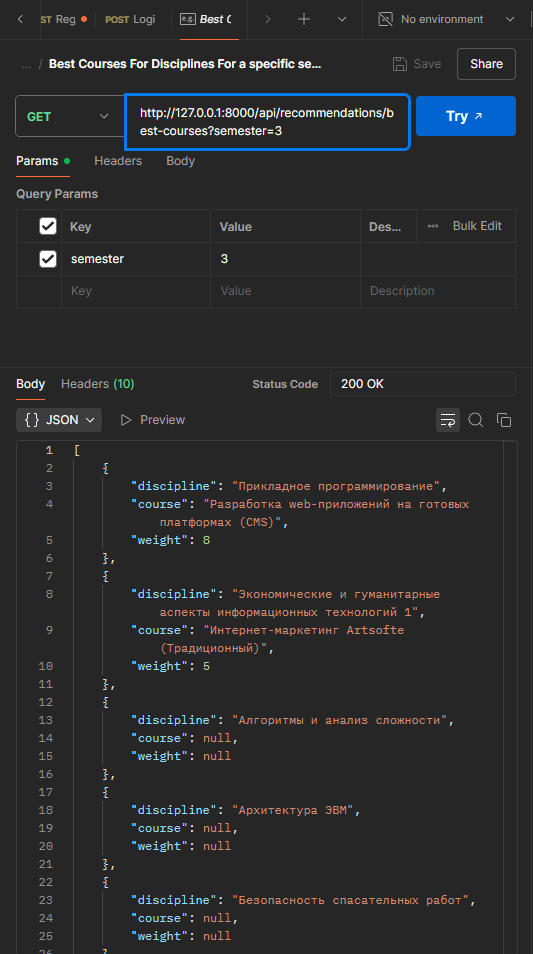 ST Reg
POST Logi
e.g. Best C
No environment
... / Best Courses For Disciplines For a specific se...
Save
Share
GET
http://127.0.0.1:8000/api/recommendations/b
est-courses?semester=3
Try
Params
Headers
Body
Query Params
Key
Value
Des...
Bulk Edit
semester
3
Key
Value
Description
Body
Headers (10)
Status Code
200 OK
{} JSON
Preview
1 [
2 {
3 "discipline": "Прикладное программирование",
4 "course": "Разработка web-приложений на готовых
платформах (CMS)",
5 "weight": 8
6 },
7 {
8 "discipline": "Экономические и гуманитарные
аспекты информационных технологий 1",
9 "course": "Интернет-маркетинг Artsofte
(Традиционный)",
10 "weight": 5
11 },
12 {
13 "discipline": "Алгоритмы и анализ сложности",
14 "course": null,
15 "weight": null
16 },
17 {
18 "discipline": "Архитектура ЭВМ",
19 "course": null,
20 "weight": null
21 },
22 {
23 "discipline": "Безопасность спасательных работ",
24 "course": null,
25 "weight": null
26 }